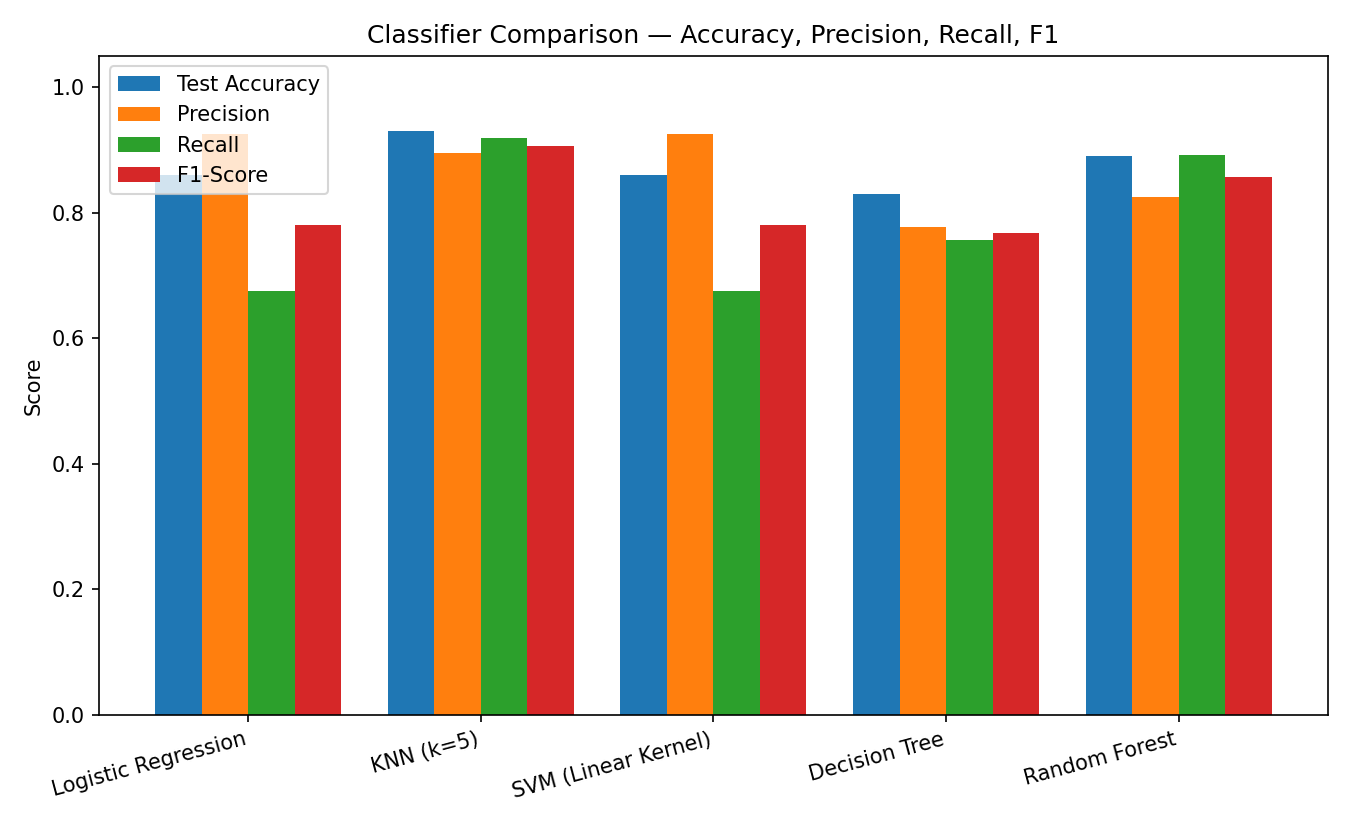 Classifier Comparison — Accuracy, Precision, Recall, F1
Test Accuracy
Precision
Recall
F1-Score
1.0
0.8
0.6
0.4
0.2
0.0
Score
Logistic Regression
KNN (k=5)
SVM (Linear Kernel)
Decision Tree
Random Forest